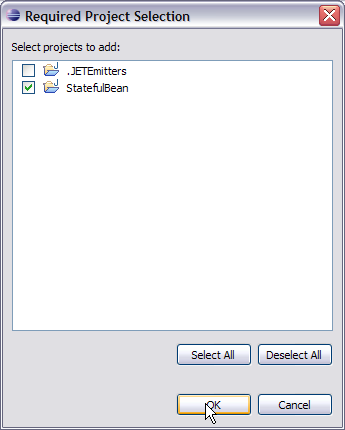 Required Project Selection
Select projects to add:
.JETEmitters
StatefulBean
Select All Deselect All
OK Cancel